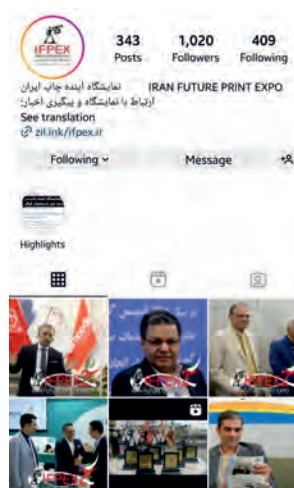 IFPEX
343 1,020 409
Posts Followers Following
نمایشگاه آینده چاپ ایران IRAN FUTURE PRINT EXPO
ارتباط با نمایشگاه و پیگیری اخبار:
See translation
zil.ink/ifpex.ir
Following Message
Highlights
IFPEX
IFPEX
IFPEX
IFPEX